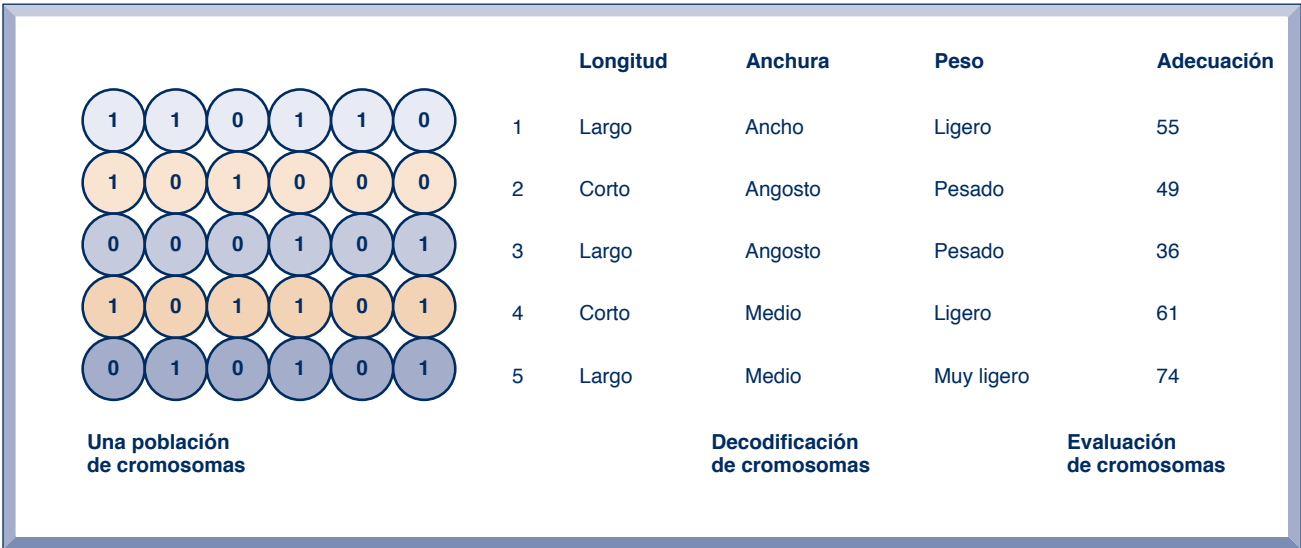 Longitud Anchura Peso Adecuación
1 1 0 1 1 0 1 Largo Ancho Ligero 55
1 0 1 0 0 0 2 Corto Angosto Pesado 49
0 0 0 1 0 1 3 Largo Angosto Pesado 36
1 0 1 1 0 1 4 Corto Medio Ligero 61
0 1 0 1 0 1 5 Largo Medio Muy ligero 74
Una población
de cromosomas
Decodificación
de cromosomas
Evaluación
de cromosomas